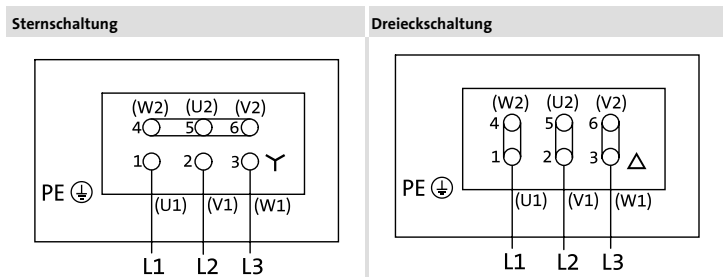 Sternschaltung
(W2) (U2) (V2)
4 5 6
1 2 3
PE
(U1) (V1) (W1)
L1 L2 L3
Dreieckschaltung
(W2) (U2) (V2)
4 5 6
1 2 3
PE
(U1) (V1) (W1)
L1 L2 L3